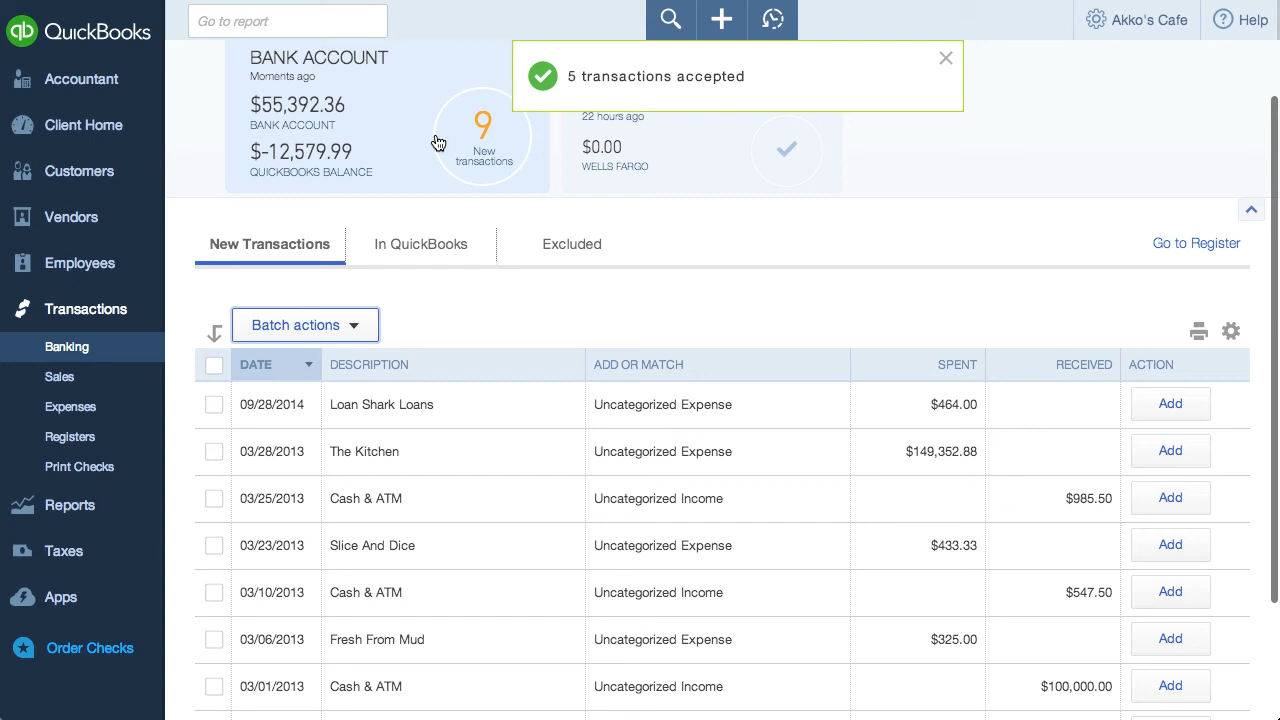 QuickBooks
Go to report
Akko's Cafe
Help
Accountant
Client Home
Customers
Vendors
Employees
Transactions
Banking
Sales
Expenses
Registers
Print Checks
Reports
Taxes
Apps
Order Checks
BANK ACCOUNT
Moments ago
$55,392.36
BANK ACCOUNT
$-12,579.99
QUICKBOOKS BALANCE
9
New
transactions
5 transactions accepted
22 hours ago
$0.00
WELLS FARGO
New Transactions In QuickBooks Excluded Go to Register
Batch actions
DATE DESCRIPTION ADD OR MATCH SPENT RECEIVED ACTION
09/28/2014 Loan Shark Loans Uncategorized Expense $464.00 Add
03/28/2013 The Kitchen Uncategorized Expense $149,352.88 Add
03/25/2013 Cash & ATM Uncategorized Income $985.50 Add
03/23/2013 Slice And Dice Uncategorized Expense $433.33 Add
03/10/2013 Cash & ATM Uncategorized Income $547.50 Add
03/06/2013 Fresh From Mud Uncategorized Expense $325.00 Add
03/01/2013 Cash & ATM Uncategorized Income $100,000.00 Add